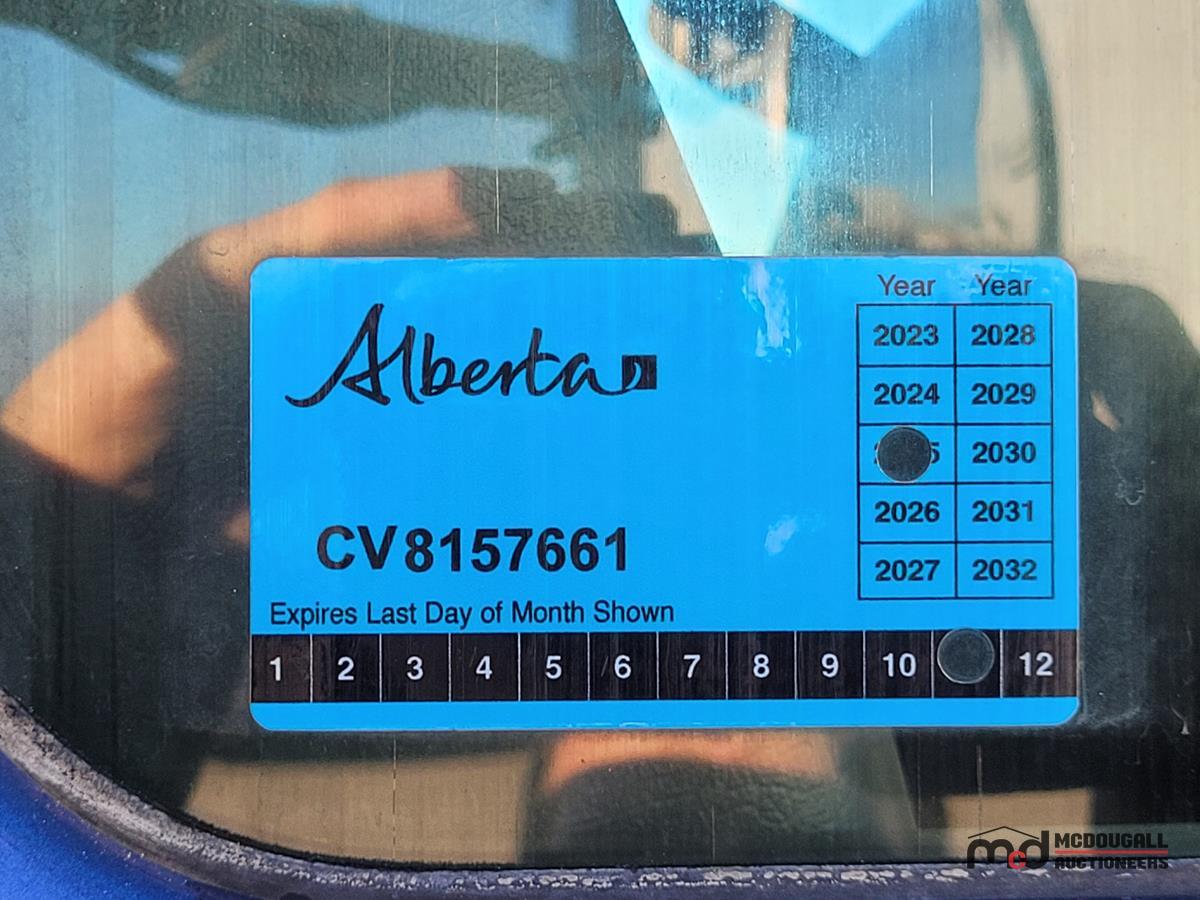 Alberta
Year Year
2023 2028
2024 2029
2030
2026 2031
2027 2032
CV8157661
Expires Last Day of Month Shown
1 2 3 4 5 6 7 8 9 10 12
mcd MCDOUGALL
AUCTIONEERS